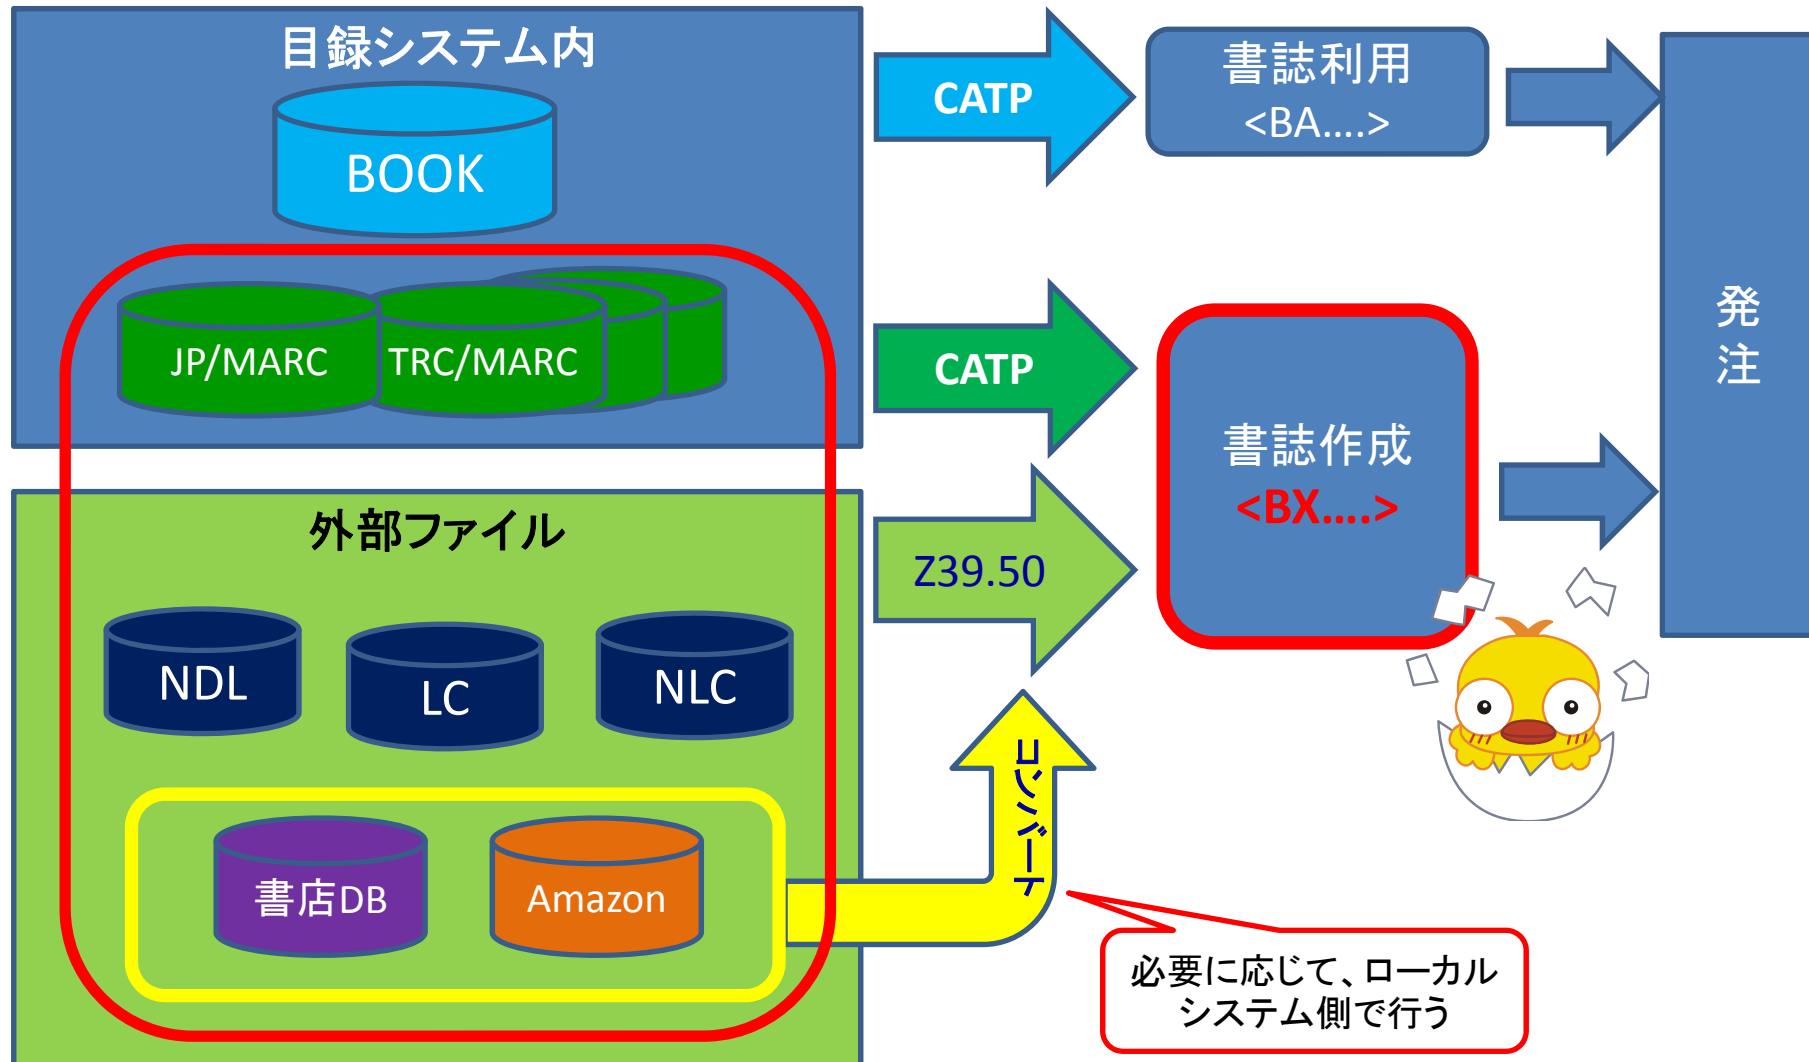 目録システム内
BOOK
JP/MARC
TRC/MARC
CATP
書誌利用
<BA....>
CATP
書誌作成
<BX....>
発
注
外部ファイル
Z39.50
NDL
LC
NLC
書店DB
Amazon
コンバート
必要に応じて、ローカル
システム側で行う